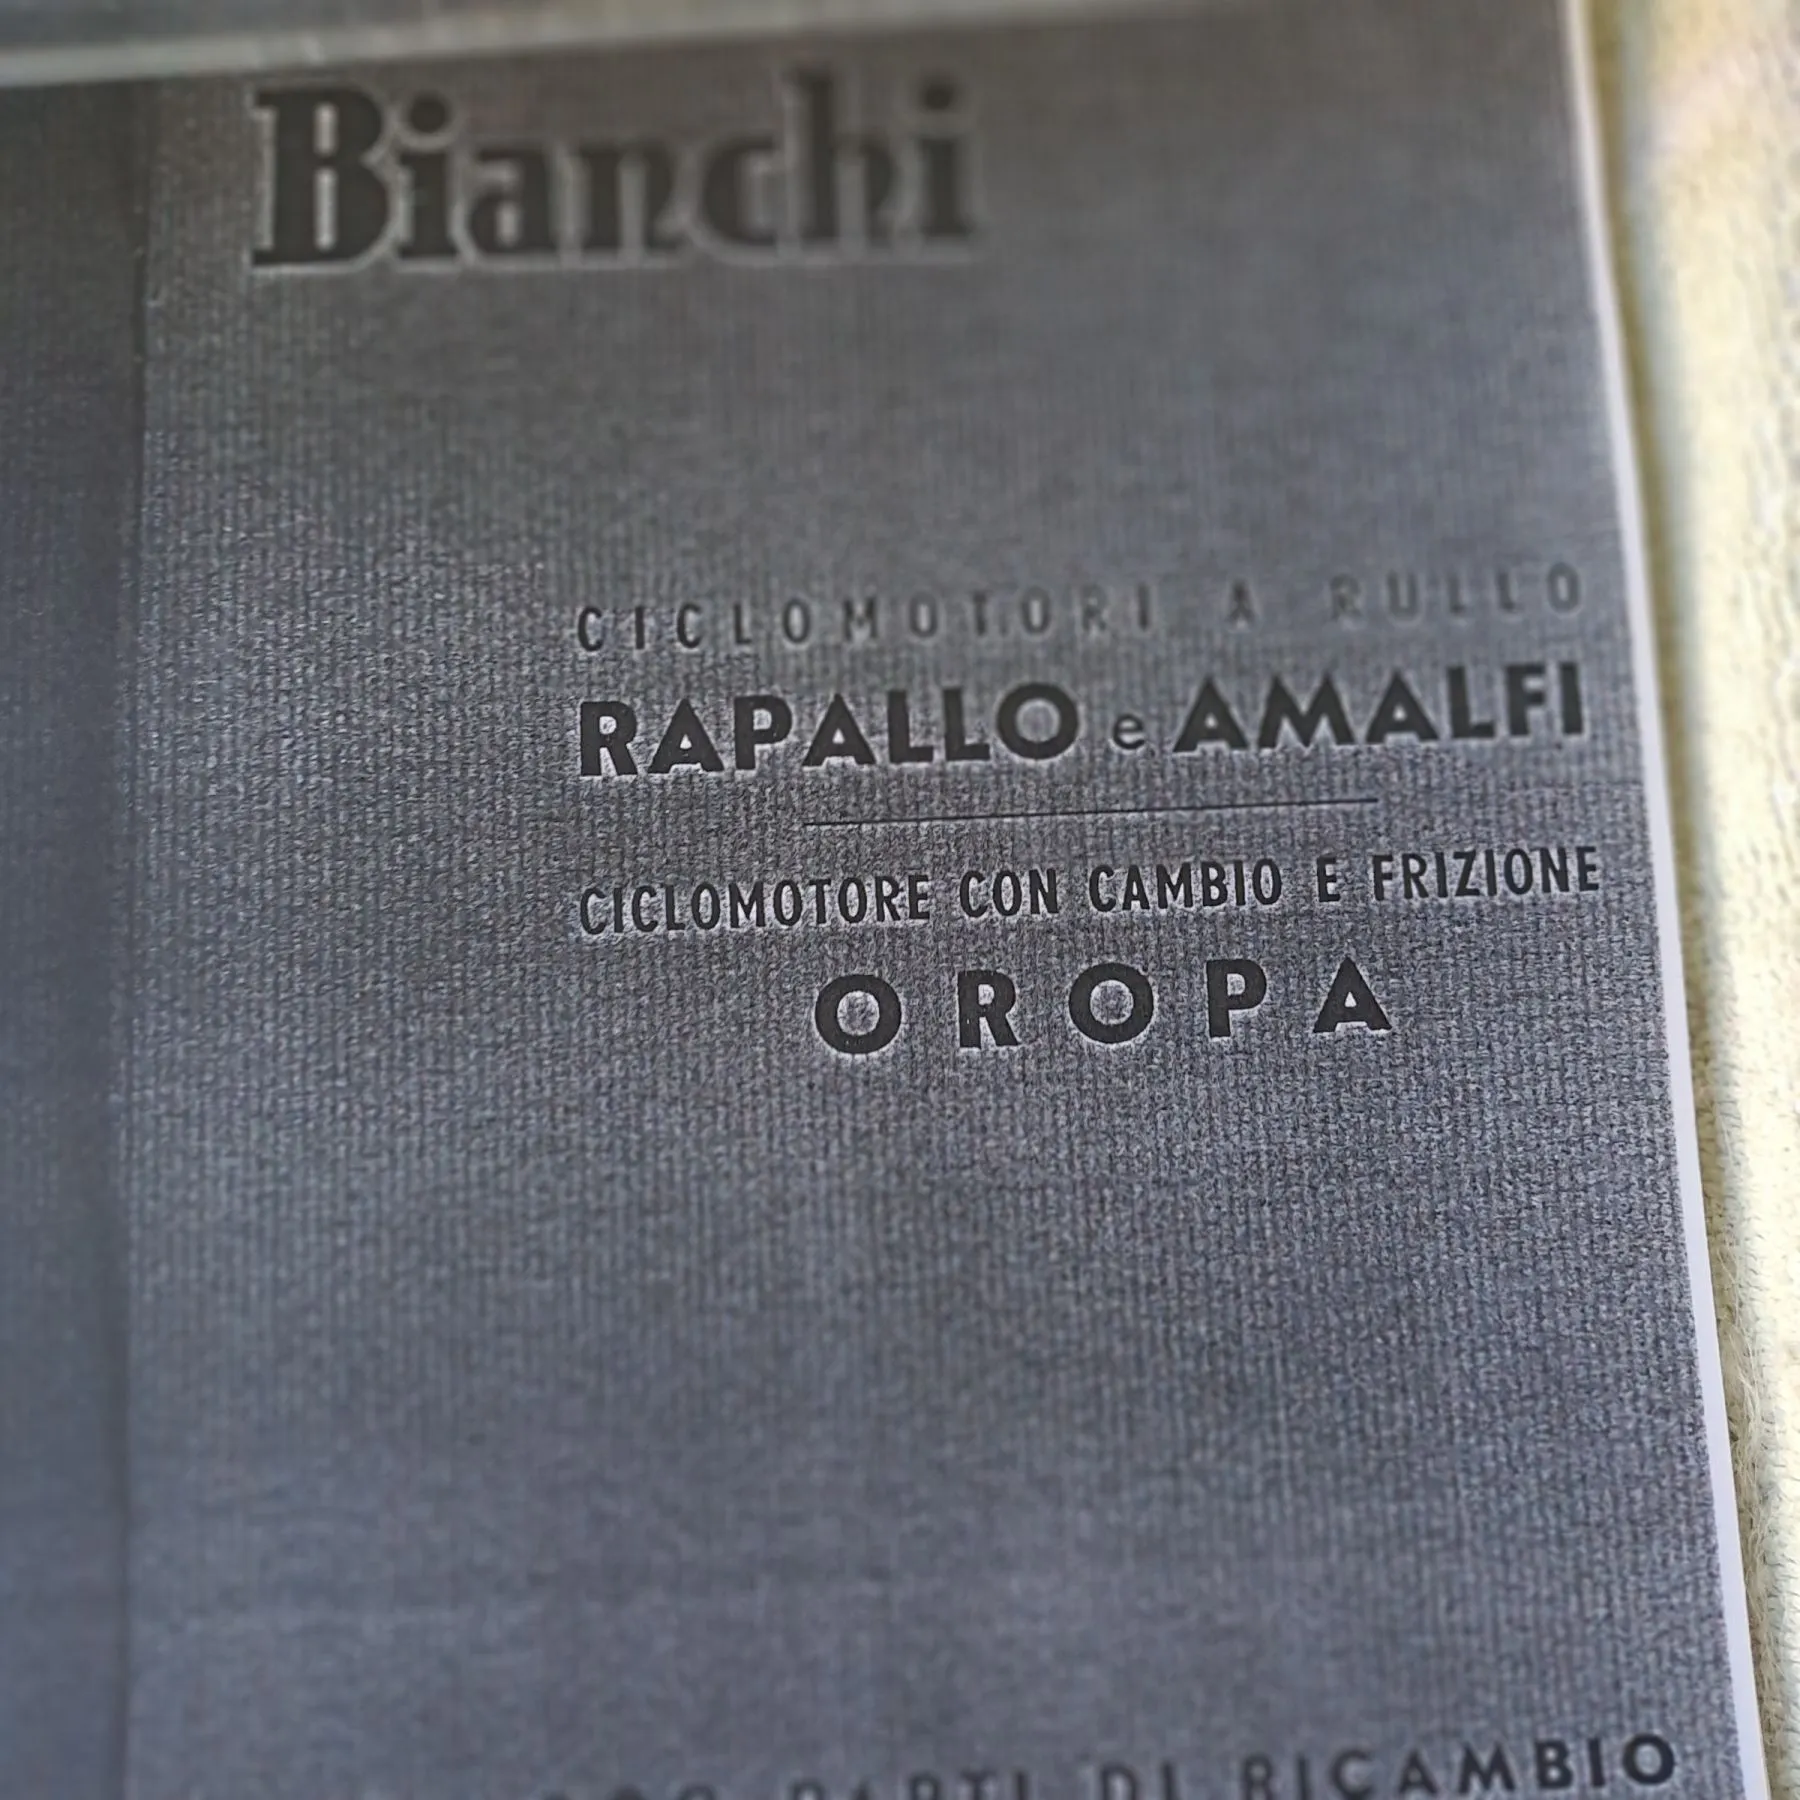 Bianchi
CICLOMOTORI A RULLO
RAPALLO e AMALFI
CICLOMOTORE CON CAMBIO E FRIZIONE
OROPA
PARTI DI RICAMBIO